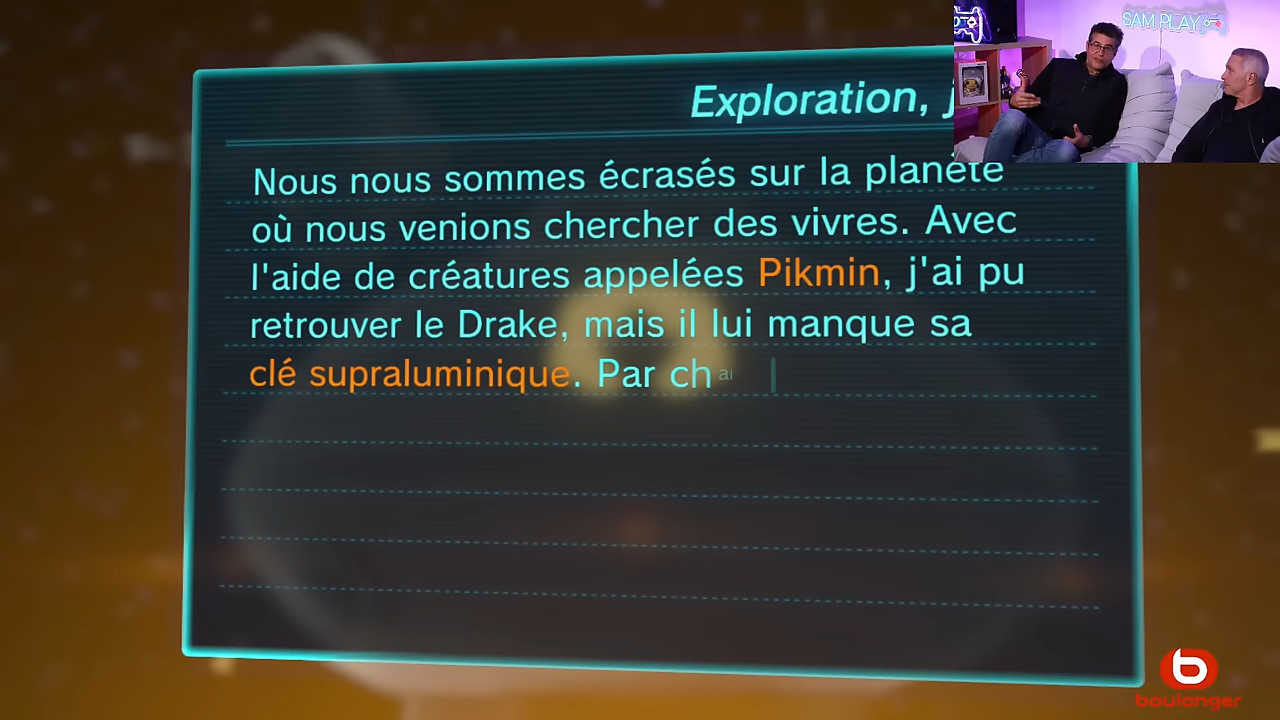 SAM PLAY
Exploration, j
Nous nous sommes écrasés sur la planète
où nous venions chercher des vivres. Avec
l'aide de créatures appelées Pikmin, j'ai pu
retrouver le Drake, mais il lui manque sa
clé supraluminique. Par ch
boulanger